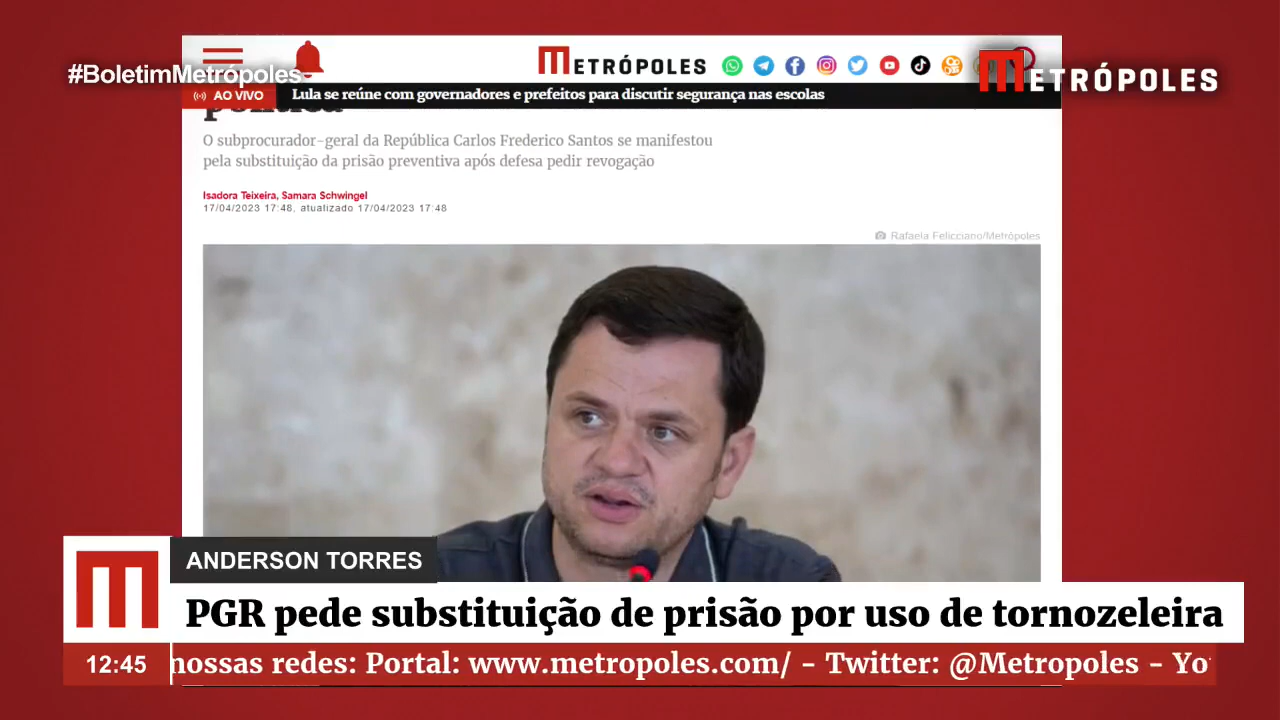 #BoletimMetrópoles
METRÓPOLES
METRÓPOLES
AO VIVO
Lula se reúne com governadores e prefeitos para discutir segurança nas escolas
O subprocurador-geral da República Carlos Frederico Santos se manifestou
pela substituição da prisão preventiva após defesa pedir revogação
Isadora Teixeira, Samara Schwingel
17/04/2023 17:48, atualizado 17/04/2023 17:48
Rafaela Felicciano/Metrópoles
ANDERSON TORRES
PGR pede substituição de prisão por uso de tornozeleira
12:45
nossas redes: Portal: www.metropoles.com/ - Twitter: @Metropoles - Yo